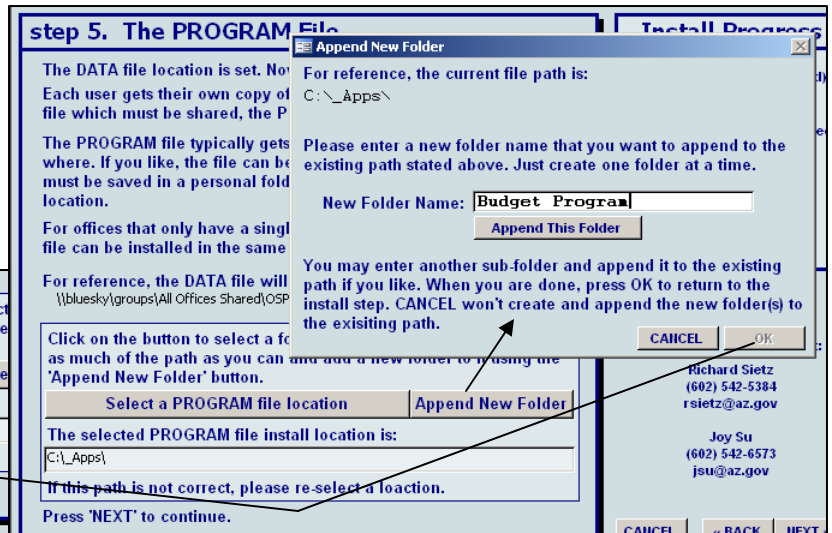 step 5. The PROGRAM File
The DATA file location is set. Now
Each user gets their own copy of
file which must be shared, the P
The PROGRAM file typically gets
where. If you like, the file can be
must be saved in a personal fold
location.
For offices that only have a singl
file can be installed in the same
For reference, the DATA file will
\\bluesky\groups\All Offices Shared\OSP
Click on the button to select a fo
as much of the path as you can and add a new folder to it using the
'Append New Folder' button.
Select a PROGRAM file location
Append New Folder
The selected PROGRAM file install location is:
C:\_Apps\
If this path is not correct, please re-select a loaction.
Press 'NEXT' to continue.
Append New Folder
For reference, the current file path is:
C:\_Apps\
Please enter a new folder name that you want to append to the
existing path stated above. Just create one folder at a time.
New Folder Name: Budget Program
Append This Folder
You may enter another sub-folder and append it to the existing
path if you like. When you are done, press OK to return to the
install step. CANCEL won't create and append the new folder(s) to
the exisiting path.
CANCEL
OK
Install Progress
Richard Sietz
(602) 542-5384
rsietz@az.gov
Joy Su
(602) 542-6573
jsu@az.gov
CANCEL
« BACK
NEXT